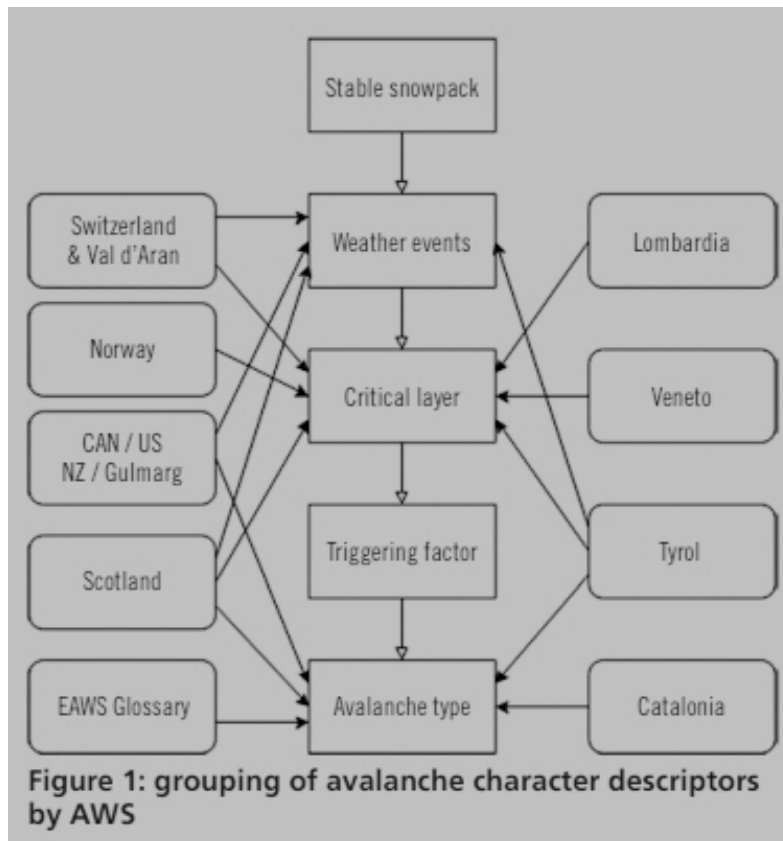 Stable snowpack
Switzerland
& Val d'Aran
Weather events
Lombardia
Norway
Critical layer
Veneto
CAN / US
NZ / Gulmarg
Scotland
Triggering factor
Tyrol
EAWS Glossary
Avalanche type
Catalonia
Figure 1: grouping of avalanche character descriptors
by AWS